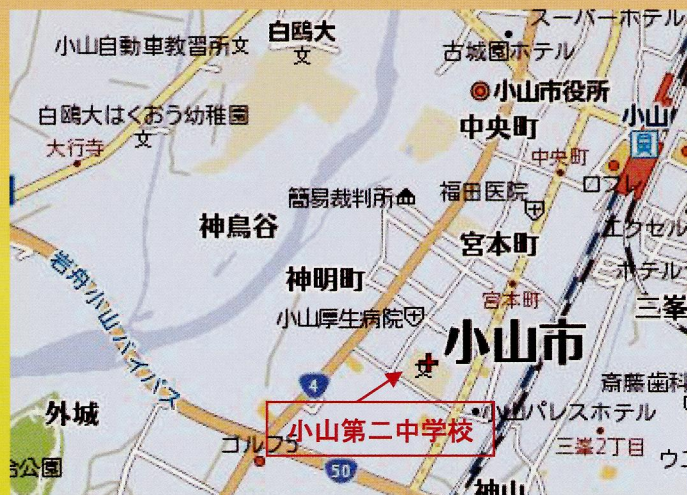 スーパーホテル
白鴎大
文
小山自動車教習所文
古城園ホテル
小山市役所
白鴎大はくおう幼稚園
文
小山
中央町
大行寺
中央町
ロブレ
簡易裁判所
福田医院
神鳥谷
宮本町
エクセル
岩舟小山バイパス
神明町
ホテル
宮本町
三峯
小山厚生病院
小山市
文
4
斎藤歯科
外城
小山パレスホテル
小山第二中学校
ゴルフ5
三峯2丁目
公園
50
神山